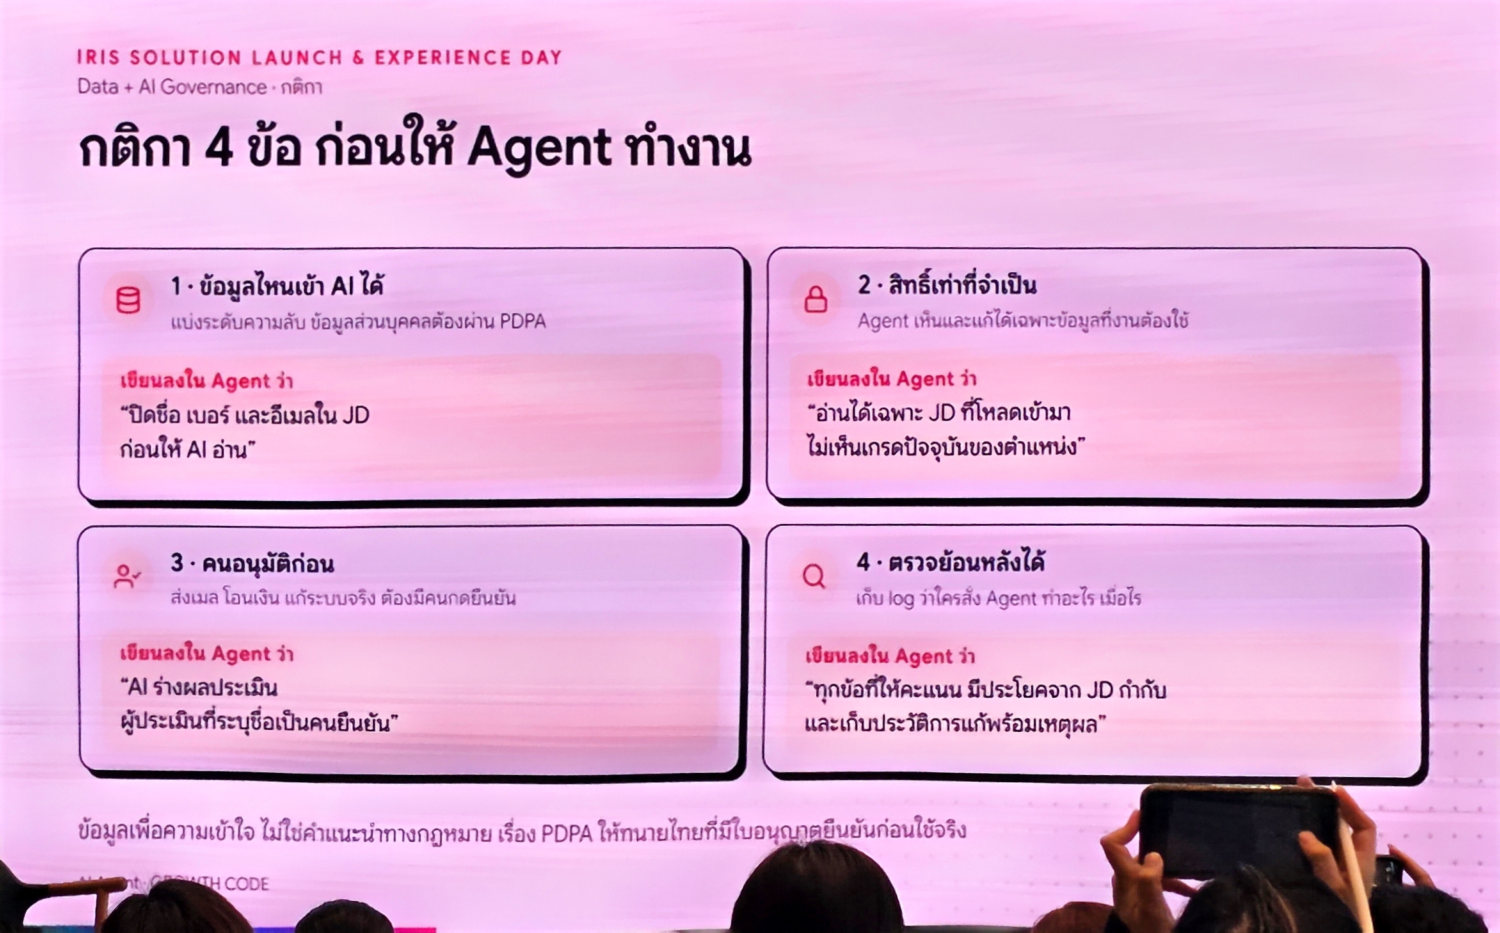 IRIS SOLUTION LAUNCH & EXPERIENCE DAY
Data + AI Governance · กติกา
กติกา 4 ข้อ ก่อนให้ Agent ทำงาน
1 · ข้อมูลไหนเข้า AI ได้
แบ่งระดับความลับ ข้อมูลส่วนบุคคลต้องผ่าน PDPA
เขียนลงใน Agent ว่า
“ปิดชื่อ เบอร์ และอีเมลใน JD
ก่อนให้ AI อ่าน”
2 · สิทธิ์เท่าที่จำเป็น
Agent เห็นและแก้ได้เฉพาะข้อมูลที่งานต้องใช้
เขียนลงใน Agent ว่า
“อ่านได้เฉพาะ JD ที่โหลดเข้ามา
ไม่เห็นเกรดปัจจุบันของตำแหน่ง”
3 · คนอนุมัติก่อน
ส่งเมล โอนเงิน แก้ระบบจริง ต้องมีคนกดยืนยัน
เขียนลงใน Agent ว่า
“AI ร่างผลประเมิน
ผู้ประเมินที่ระบุชื่อเป็นคนยืนยัน”
4 · ตรวจย้อนหลังได้
เก็บ log ว่าใครสั่ง Agent ทำอะไร เมื่อไร
เขียนลงใน Agent ว่า
“ทุกข้อที่ให้คะแนน มีประโยคจาก JD กำกับ
และเก็บประวัติการแก้พร้อมเหตุผล”
ข้อมูลเพื่อความเข้าใจ ไม่ใช่คำแนะนำทางกฎหมาย เรื่อง PDPA ให้ทนายไทยที่มีใบอนุญาตยืนยันก่อนใช้จริง
CODE